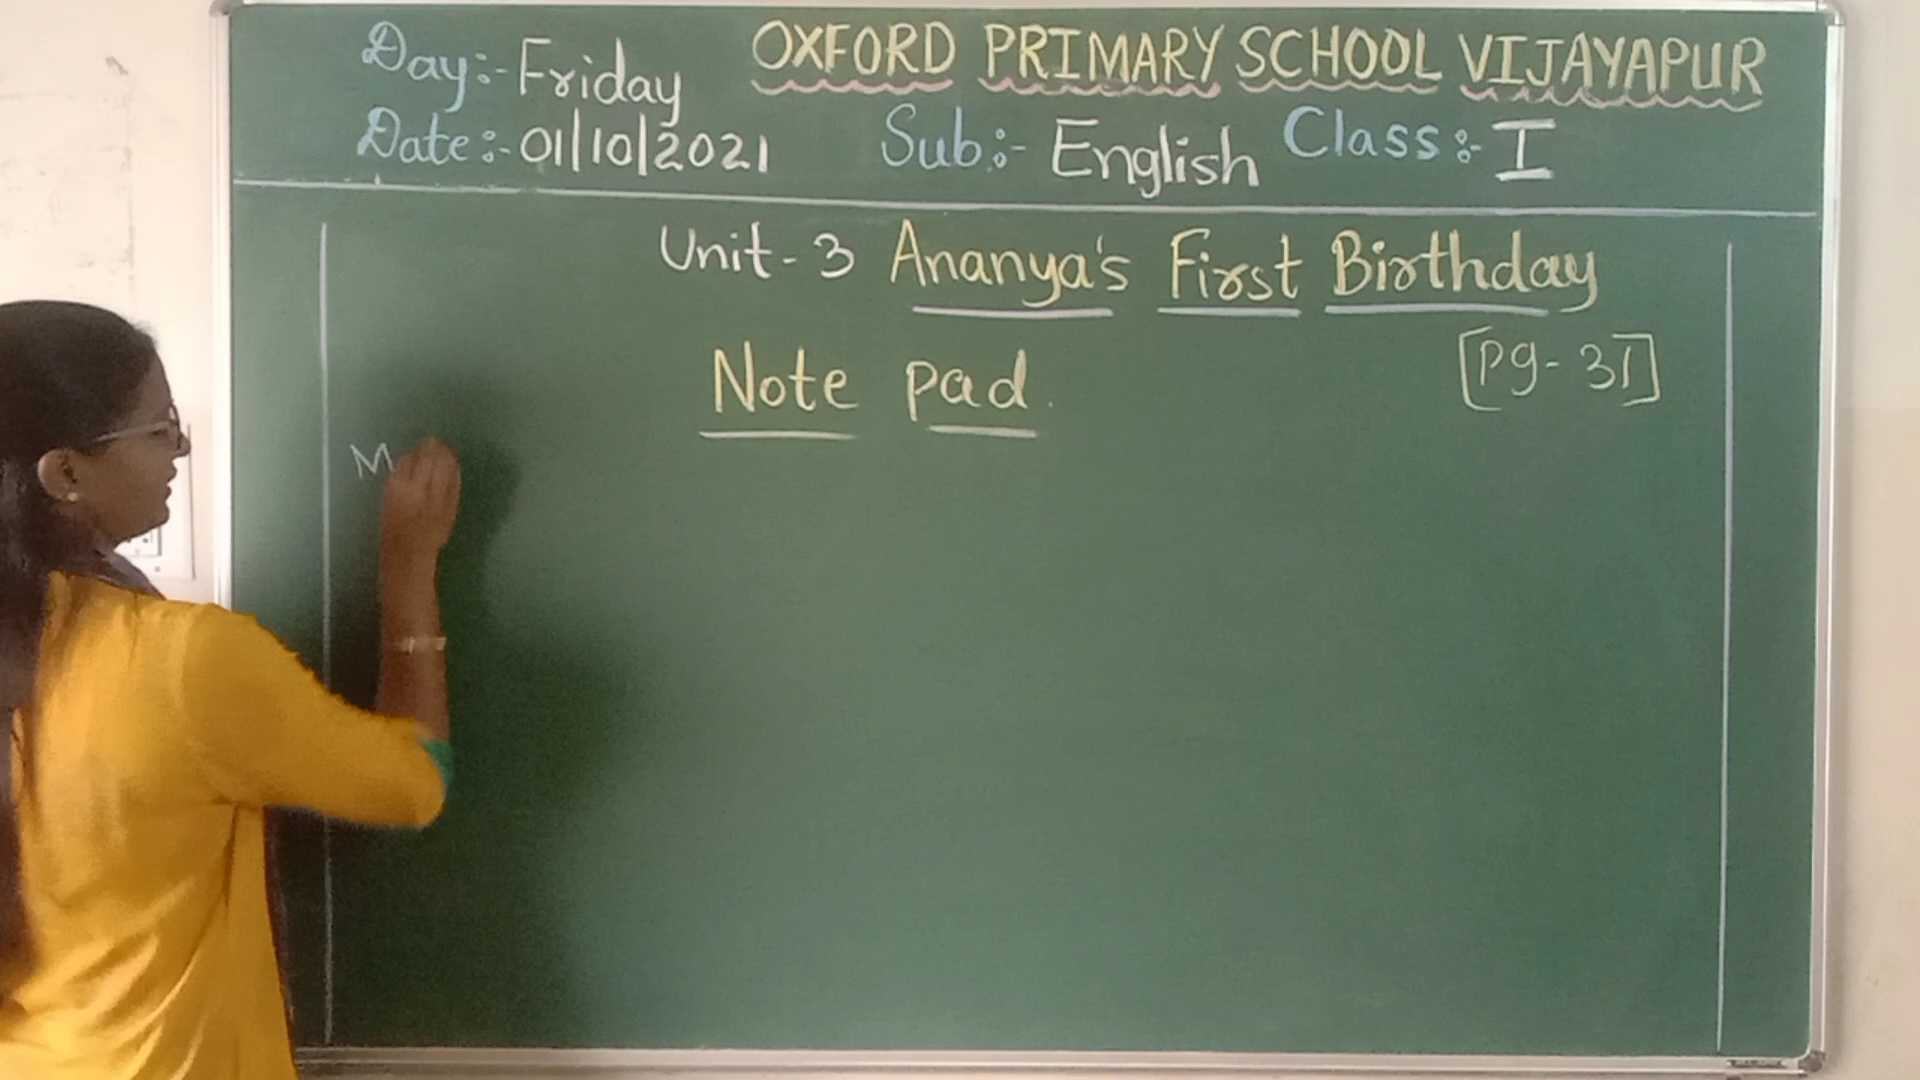 Day:- Friday OXFORD PRIMARY SCHOOL VIJAYAPUR
Date:- 01/10/2021 Sub:- English Class:- I
Unit-3 Ananya's First Birthday
Note pad. [Pg-37]
M